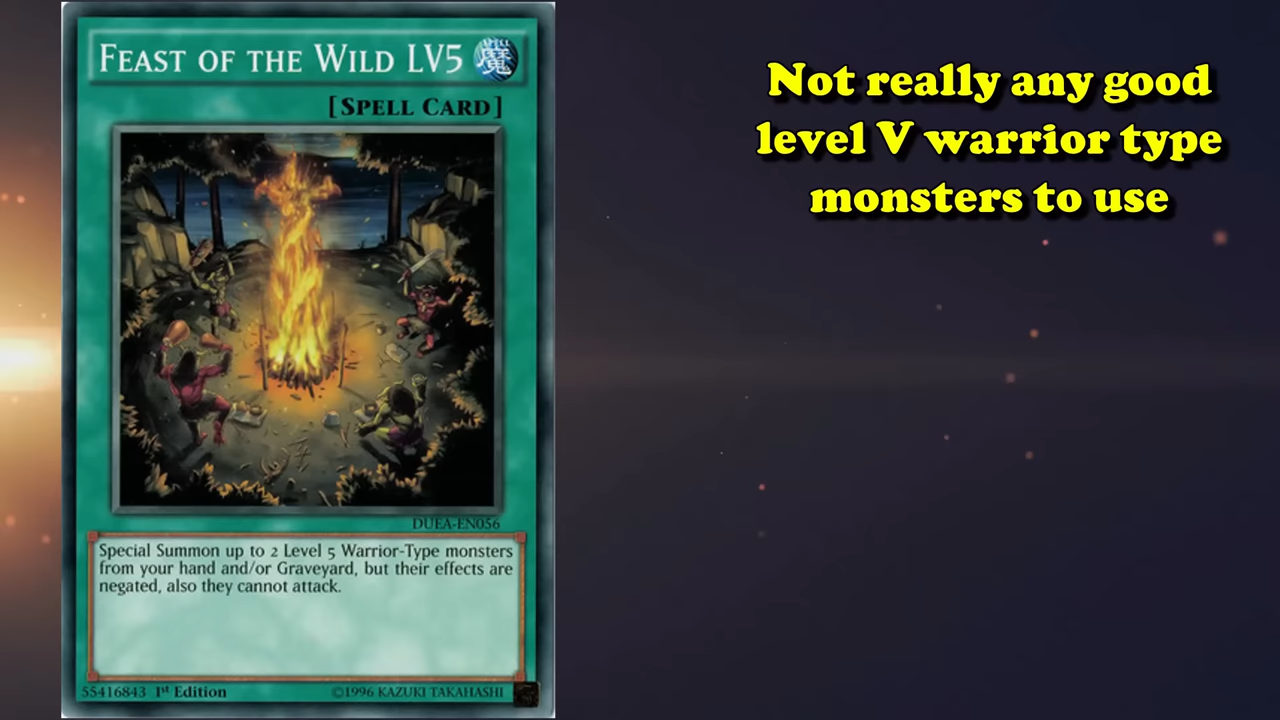 FEAST OF THE WILD LV5
SPELL
魔
[SPELL CARD]
DUEA-EN056
Special Summon up to 2 Level 5 Warrior-Type monsters
from your hand and/or Graveyard, but their effects are
negated, also they cannot attack.
55416843 1st Edition
©1996 KAZUKI TAKAHASHI
Not really any good
level V warrior type
monsters to use